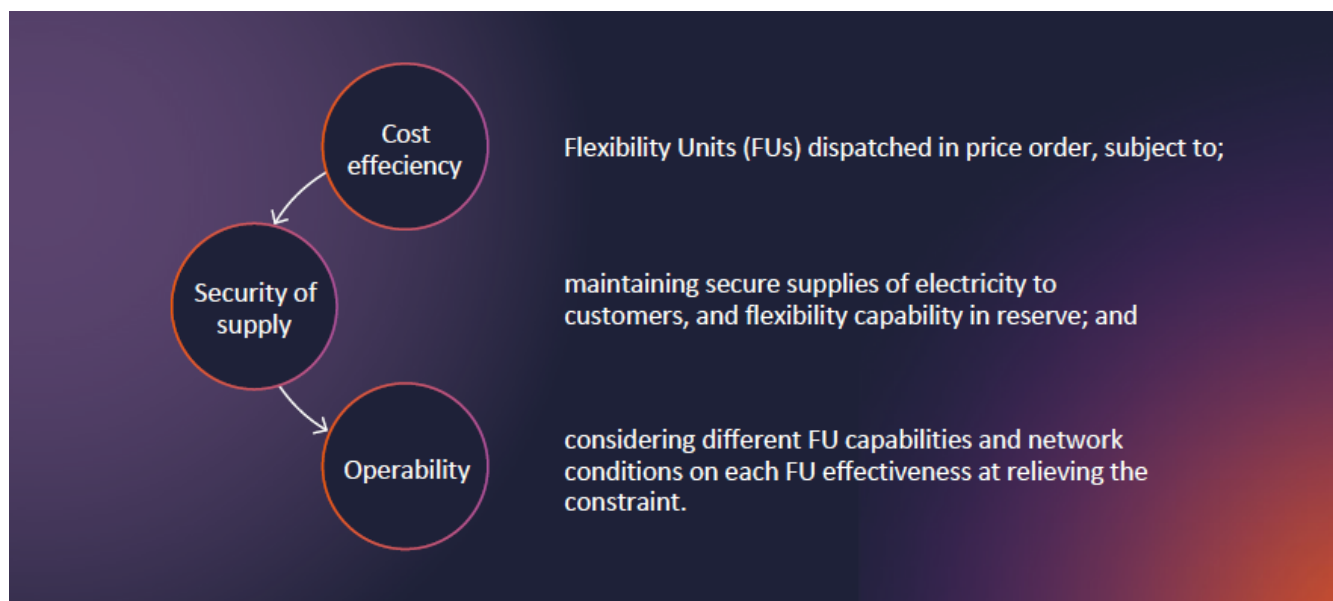 Cost
effeciency
Flexibility Units (FUs) dispatched in price order, subject to;
Security of
supply
maintaining secure supplies of electricity to
customers, and flexibility capability in reserve; and
Operability
considering different FU capabilities and network
conditions on each FU effectiveness at relieving the
constraint.